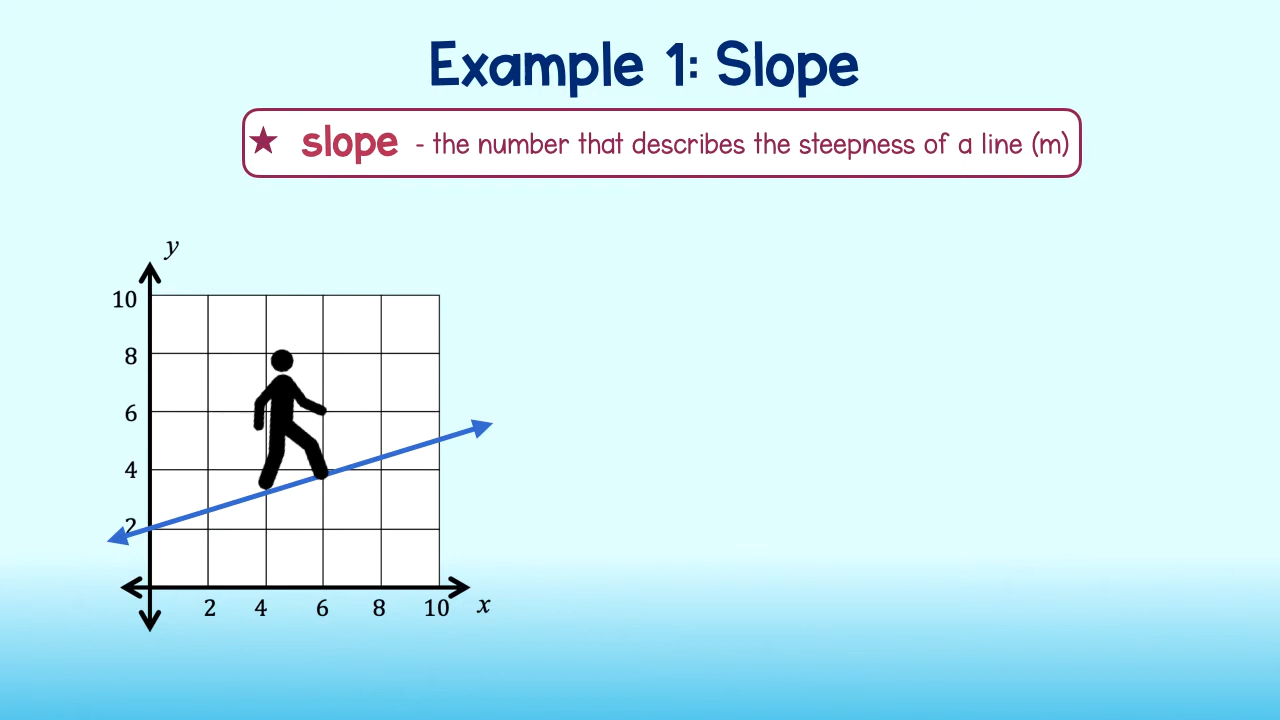 Example 1: Slope
★ slope - the number that describes the steepness of a line (m)
y
10
8
6
4
2
2 4 6 8 10 x